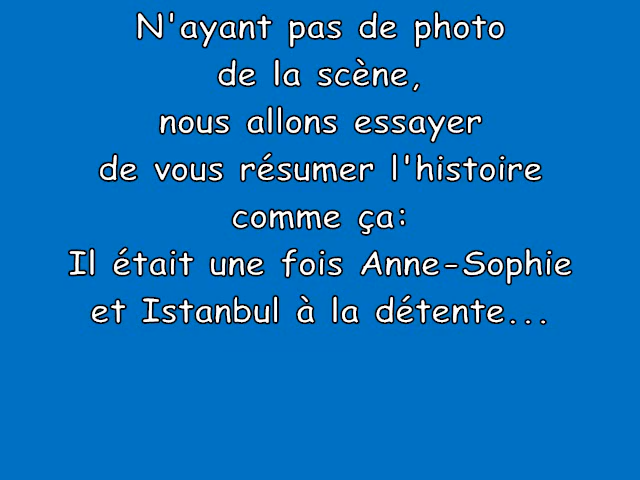 N'ayant pas de photo
de la scène,
nous allons essayer
de vous résumer l'histoire
comme ça:
Il était une fois Anne-Sophie
et Istanbul à la détente...